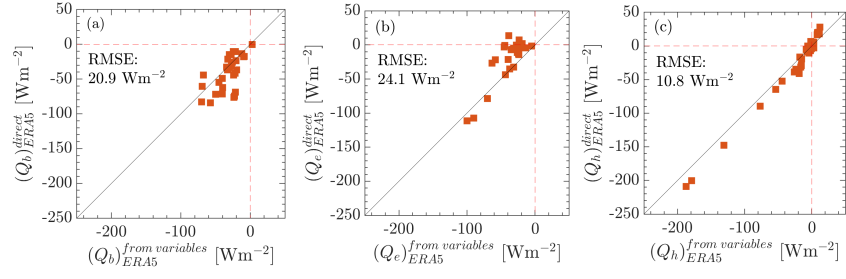 (a)
50
0
-50
-100
-150
-200
-250
RMSE:
20.9 Wm⁻²
(Q_b)^{direct}_{ERA5} [Wm⁻²]
-200 -100 0
(Q_b)^{from variables}_{ERA5} [Wm⁻²]
(b)
50
0
-50
-100
-150
-200
-250
RMSE:
24.1 Wm⁻²
(Q_e)^{direct}_{ERA5} [Wm⁻²]
-200 -100 0
(Q_e)^{from variables}_{ERA5} [Wm⁻²]
(c)
50
0
-50
-100
-150
-200
-250
RMSE:
10.8 Wm⁻²
(Q_h)^{direct}_{ERA5} [Wm⁻²]
-200 -100 0
(Q_h)^{from variables}_{ERA5} [Wm⁻²]